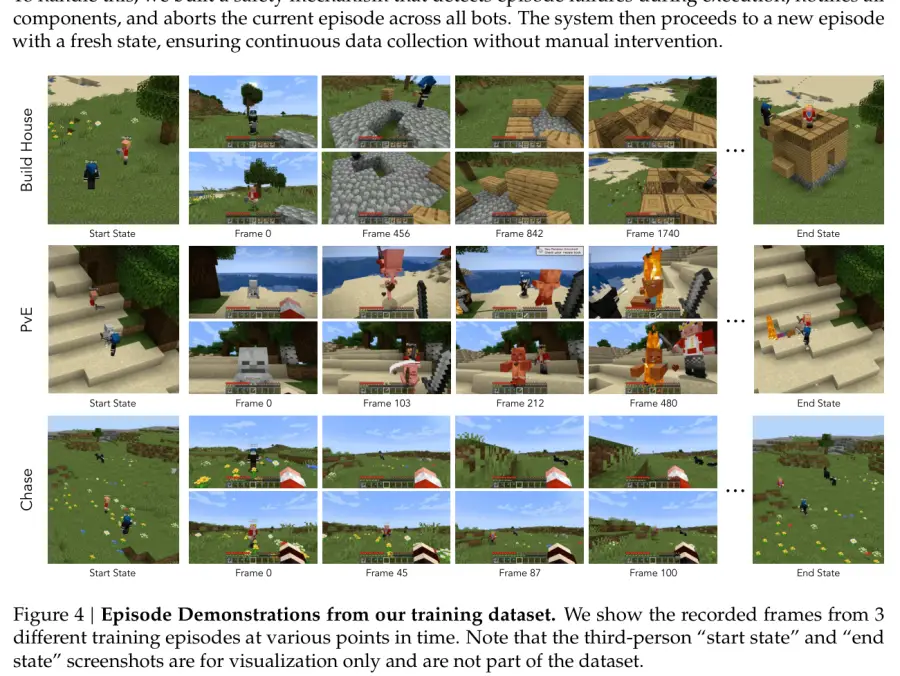 To handle this, we built a safety mechanism that detects episode failures during execution, notifies all
components, and aborts the current episode across all bots. The system then proceeds to a new episode
with a fresh state, ensuring continuous data collection without manual intervention.
Build House
Start State
Frame 0
Frame 456
Frame 842
Frame 1740
...
End State
PvE
Start State
Frame 0
Frame 103
Frame 212
Frame 480
...
End State
Chase
Start State
Frame 0
Frame 45
Frame 87
Frame 100
...
End State
Figure 4 | Episode Demonstrations from our training dataset. We show the recorded frames from 3
different training episodes at various points in time. Note that the third-person “start state” and “end
state” screenshots are for visualization only and are not part of the dataset.